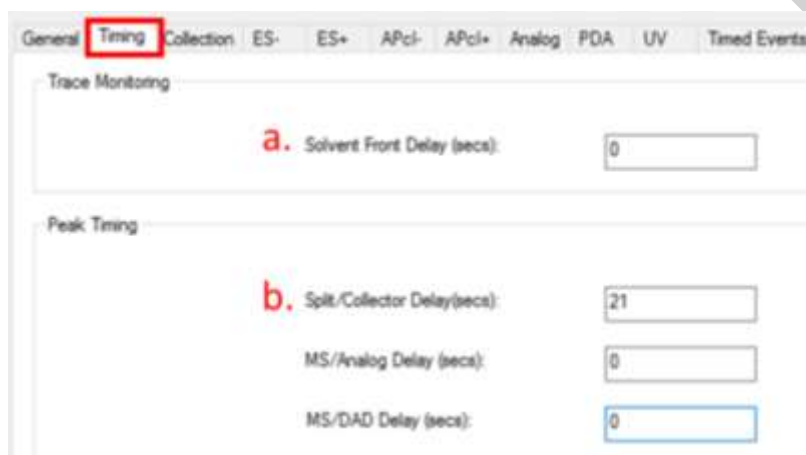 General Timing Collection ES- ES+ APcI- APcI+ Analog PDA UV Timed Events
Trace Monitoring
a. Solvent Front Delay (secs): 0
Peak Timing
b. Split/Collector Delay(secs): 21
MS/Analog Delay (secs): 0
MS/DAD Delay (secs): 0